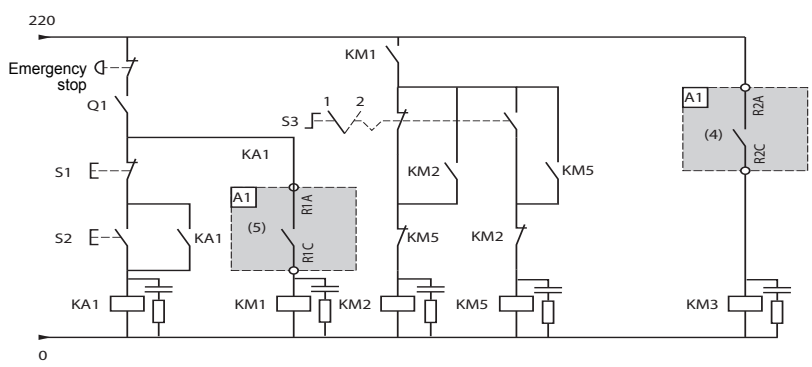 220
Emergency
stop
KM1
Q1
1 2
S3
A1
R2A
(4)
R2C
KA1
S1
KM2
KM5
A1
R1A
(5)
R1C
S2
KA1
KM5
KM2
KA1
KM1
KM2
KM5
KM3
0